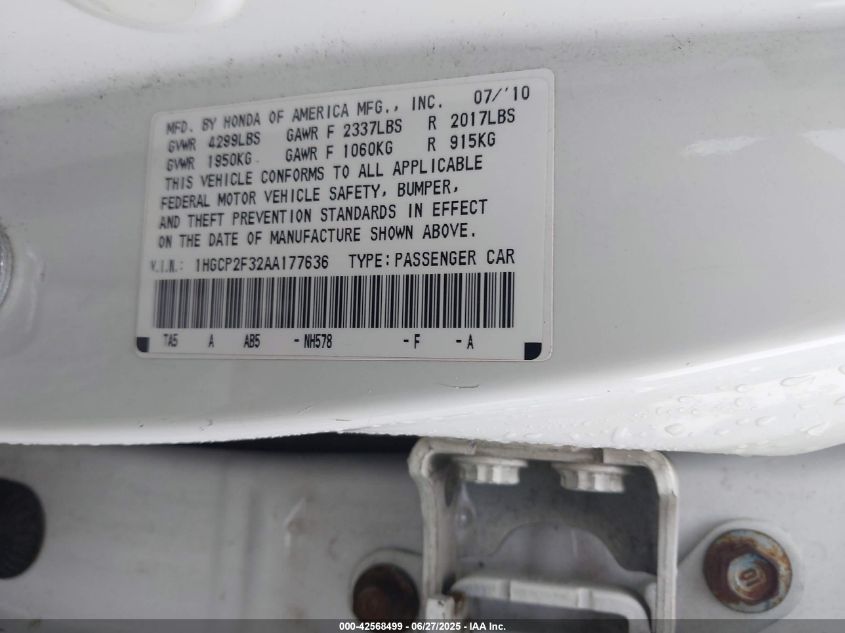 MFD. BY HONDA OF AMERICA MFG., INC. 07/'10
GVWR 4299LBS GAWR F 2337LBS R 2017LBS
GVWR 1950KG GAWR F 1060KG R 915KG
THIS VEHICLE CONFORMS TO ALL APPLICABLE
FEDERAL MOTOR VEHICLE SAFETY, BUMPER,
AND THEFT PREVENTION STANDARDS IN EFFECT
ON THE DATE OF MANUFACTURE SHOWN ABOVE.
V.I.N.: 1HGCP2F32AA177636 TYPE: PASSENGER CAR
TA5 A AB5 -NH578 -F -A
000-42568499 - 06/27/2025 - IAA Inc.